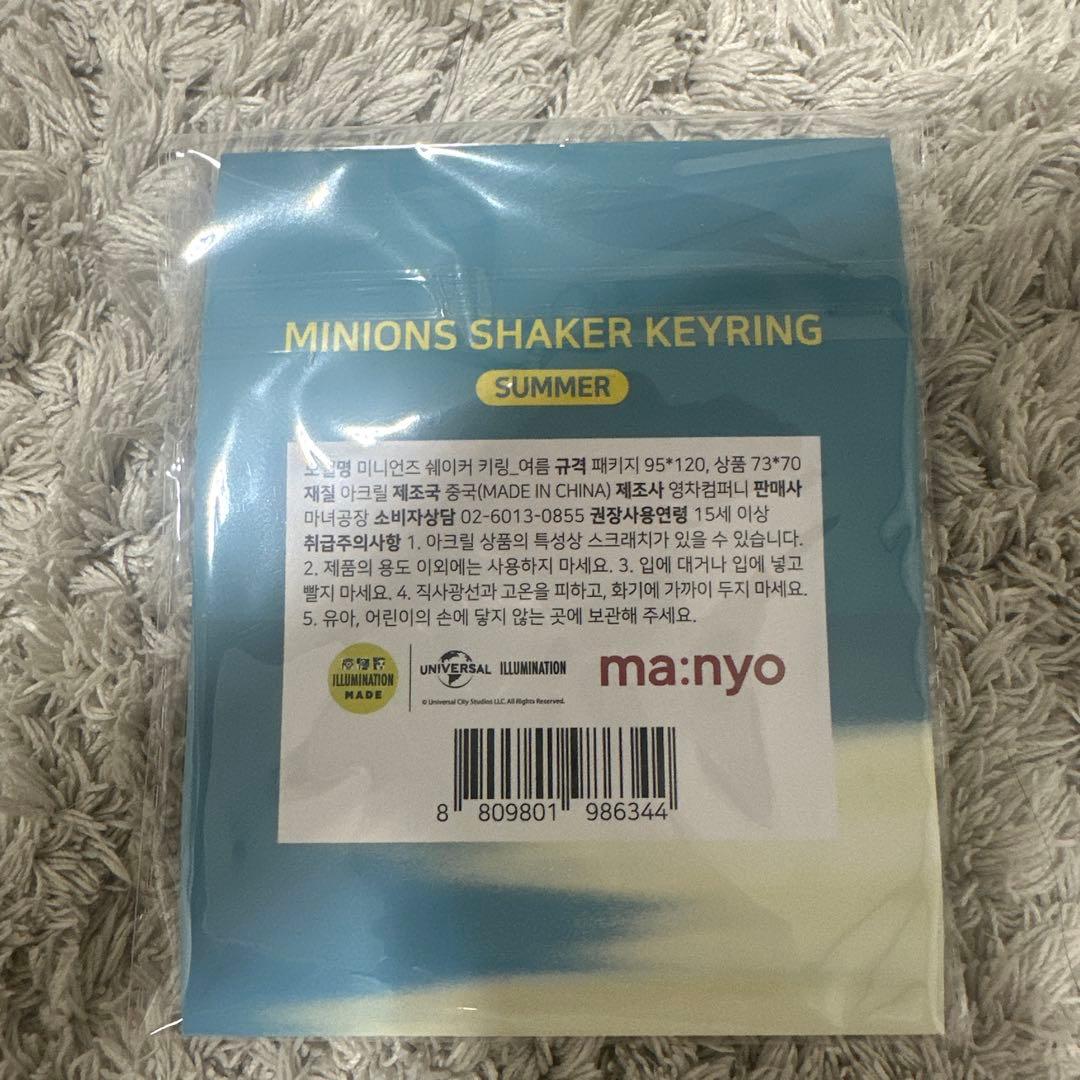 MINIONS SHAKER KEYRING
SUMMER
모델명 미니언즈 쉐이커 키링_여름 규격 패키지 95*120, 상품 73*70
재질 아크릴 제조국 중국(MADE IN CHINA) 제조사 영차컴퍼니 판매사
마녀공장 소비자상담 02-6013-0855 권장사용연령 15세 이상
취급주의사항 1. 아크릴 상품의 특성상 스크래치가 있을 수 있습니다.
2. 제품의 용도 이외에는 사용하지 마세요. 3. 입에 대거나 입에 넣고
빨지 마세요. 4. 직사광선과 고온을 피하고, 화기에 가까이 두지 마세요.
5. 유아, 어린이의 손에 닿지 않는 곳에 보관해 주세요.
ILLUMINATION
MADE
UNIVERSAL ILLUMINATION
© Universal City Studios LLC. All Rights Reserved.
ma:nyo
8 809801 986344